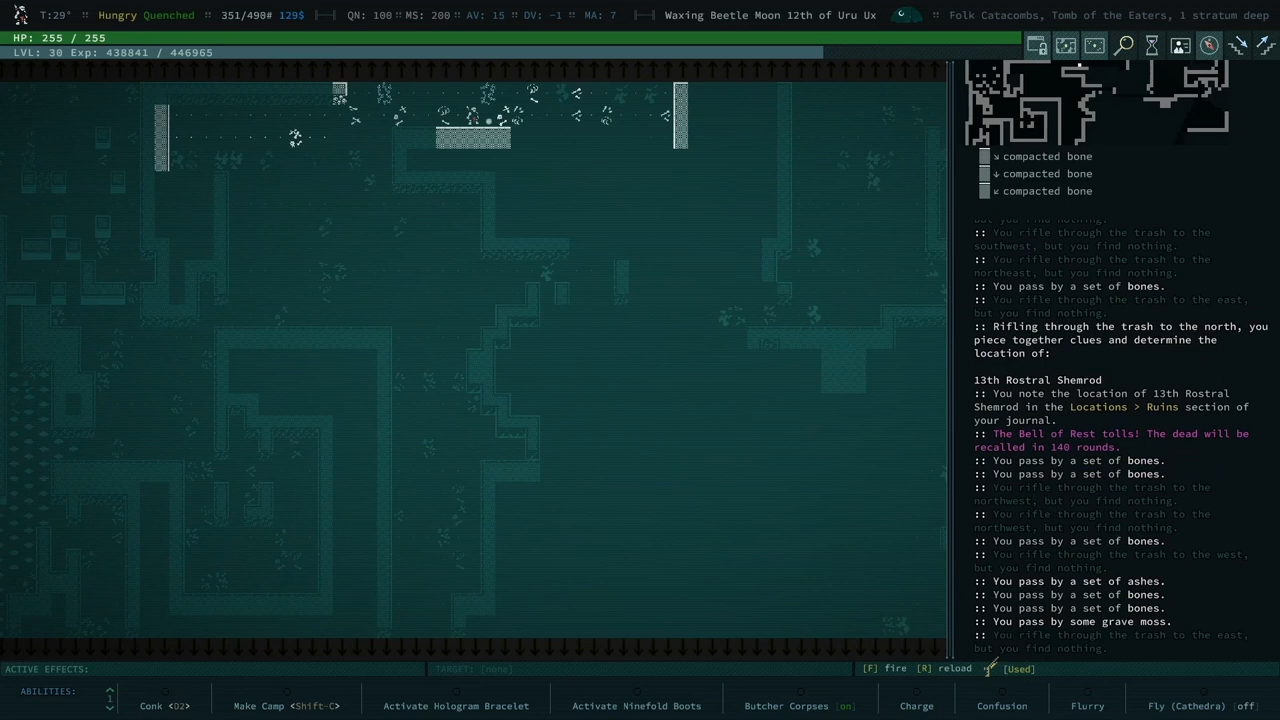 T:29° :: Hungry Quenched :: 351/490# 129$ QN: 100 :: MS: 200 :: AV: 15 :: DV: -1 :: MA: 7 Waxing Beetle Moon 12th of Uru Ux :: Folk Catacombs, Tomb of the Eaters, 1 stratum deep
HP: 255 / 255
LVL: 30 Exp: 438841 / 446965
compacted bone
compacted bone
compacted bone
but you find nothing.
:: You rifle through the trash to the
southwest, but you find nothing.
:: You rifle through the trash to the
northeast, but you find nothing.
:: You pass by a set of bones.
:: You rifle through the trash to the east,
but you find nothing.
:: Rifling through the trash to the north, you
piece together clues and determine the
location of:
13th Rostral Shemrod
:: You note the location of 13th Rostral
Shemrod in the Locations > Ruins section of
your journal.
:: The Bell of Rest tolls! The dead will be
recalled in 140 rounds.
:: You pass by a set of bones.
:: You pass by a set of bones.
:: You rifle through the trash to the
northwest, but you find nothing.
:: You rifle through the trash to the
northwest, but you find nothing.
:: You pass by a set of bones.
:: You rifle through the trash to the west,
but you find nothing.
:: You pass by a set of ashes.
:: You pass by a set of bones.
:: You pass by a set of bones.
:: You pass by some grave moss.
:: You rifle through the trash to the east,
but you find nothing.
ACTIVE EFFECTS: TARGET: [none] [F] fire [R] reload [Used]
ABILITIES: 1 Conk <D2> Make Camp <Shift-C> Activate Hologram Bracelet Activate Ninefold Boots Butcher Corpses [on] Charge Confusion Flurry Fly (Cathedra) [off]